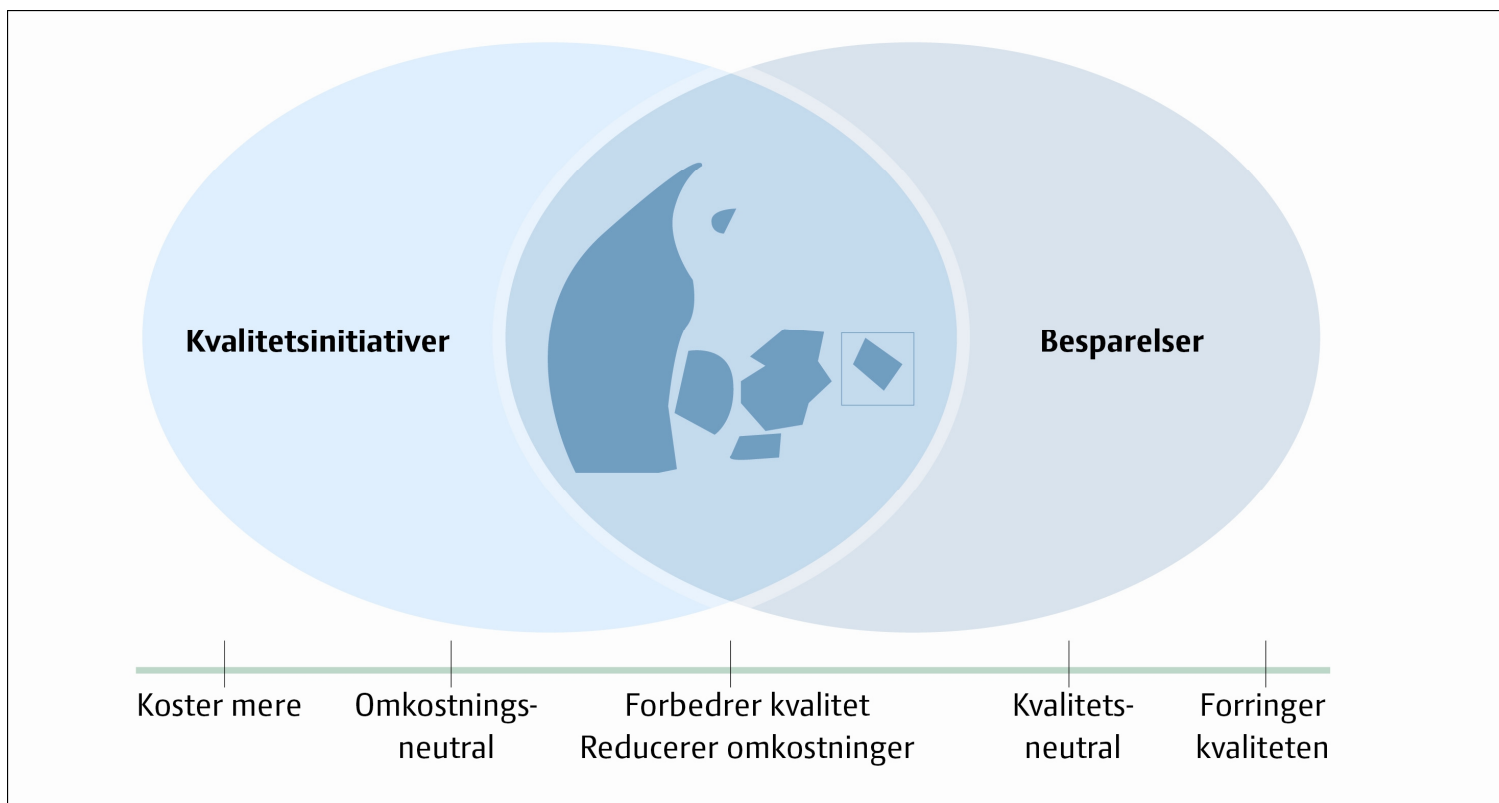 Kvalitetsinitiativer
Besparelser
Koster mere
Omkostnings-
neutral
Forbedrer kvalitet
Reducerer omkostninger
Kvalitets-
neutral
Forringer
kvaliteten